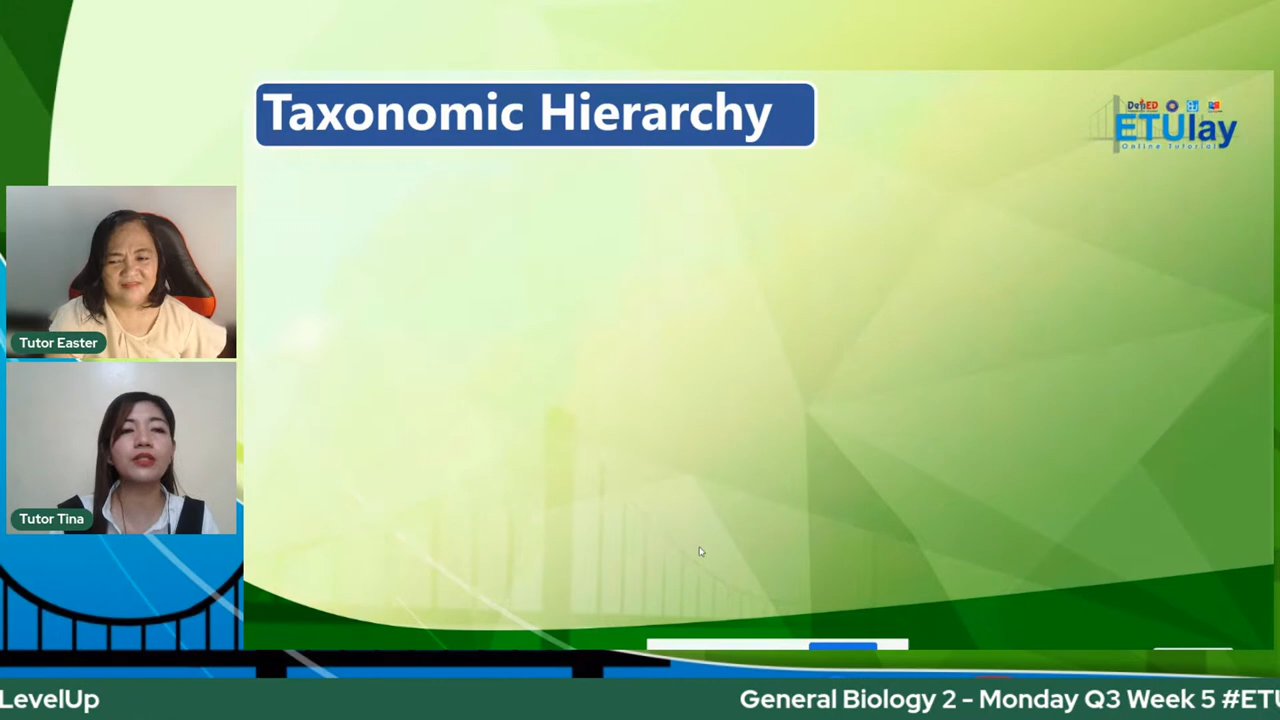 Taxonomic Hierarchy
DepED
ETUlay
Online Tutorial
Tutor Easter
Tutor Tina
LevelUp
General Biology 2 - Monday Q3 Week 5 #ETU